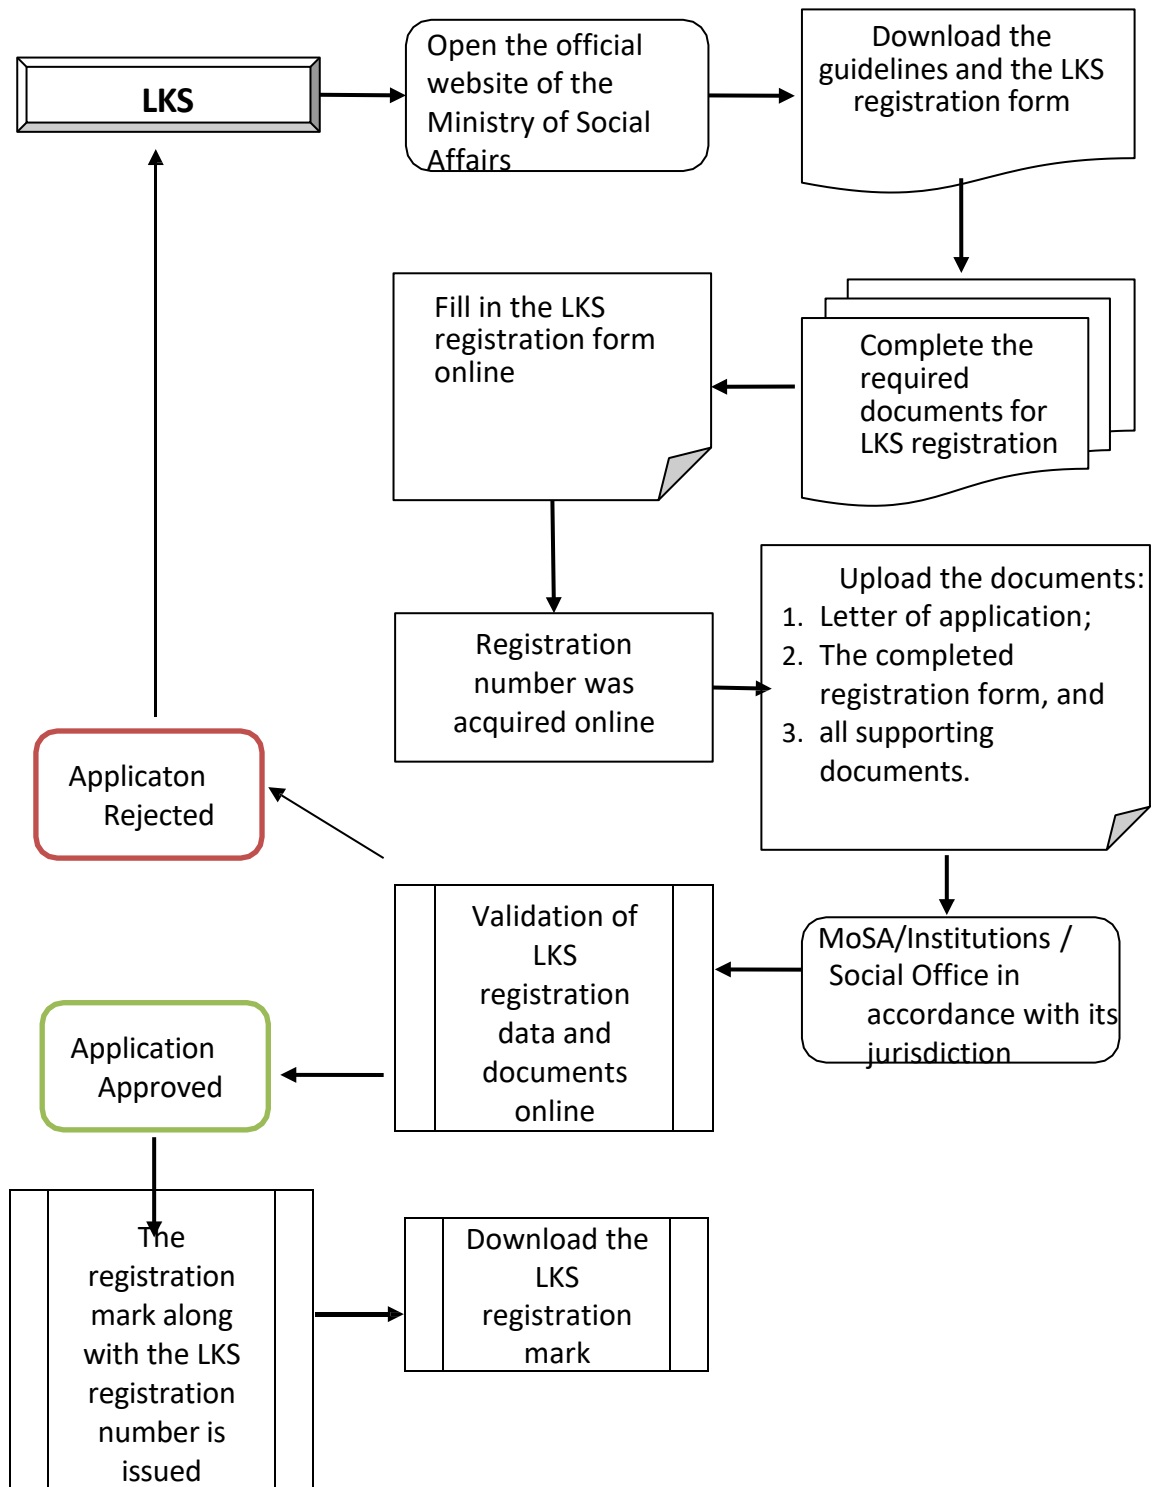 LKS
Open the official
website of the
Ministry of Social
Affairs
Download the
guidelines and the LKS
registration form
Complete the
required
documents for
LKS registration
Fill in the LKS
registration form
online
Registration
number was
acquired online
Upload the documents:
1. Letter of application;
2. The completed
registration form, and
3. all supporting
documents.
MoSA/Institutions /
Social Office in
accordance with its
jurisdiction
Validation of
LKS
registration
data and
documents
online
Applicaton
Rejected
Application
Approved
The
registration
mark along
with the LKS
registration
number is
issued
Download the
LKS
registration
mark